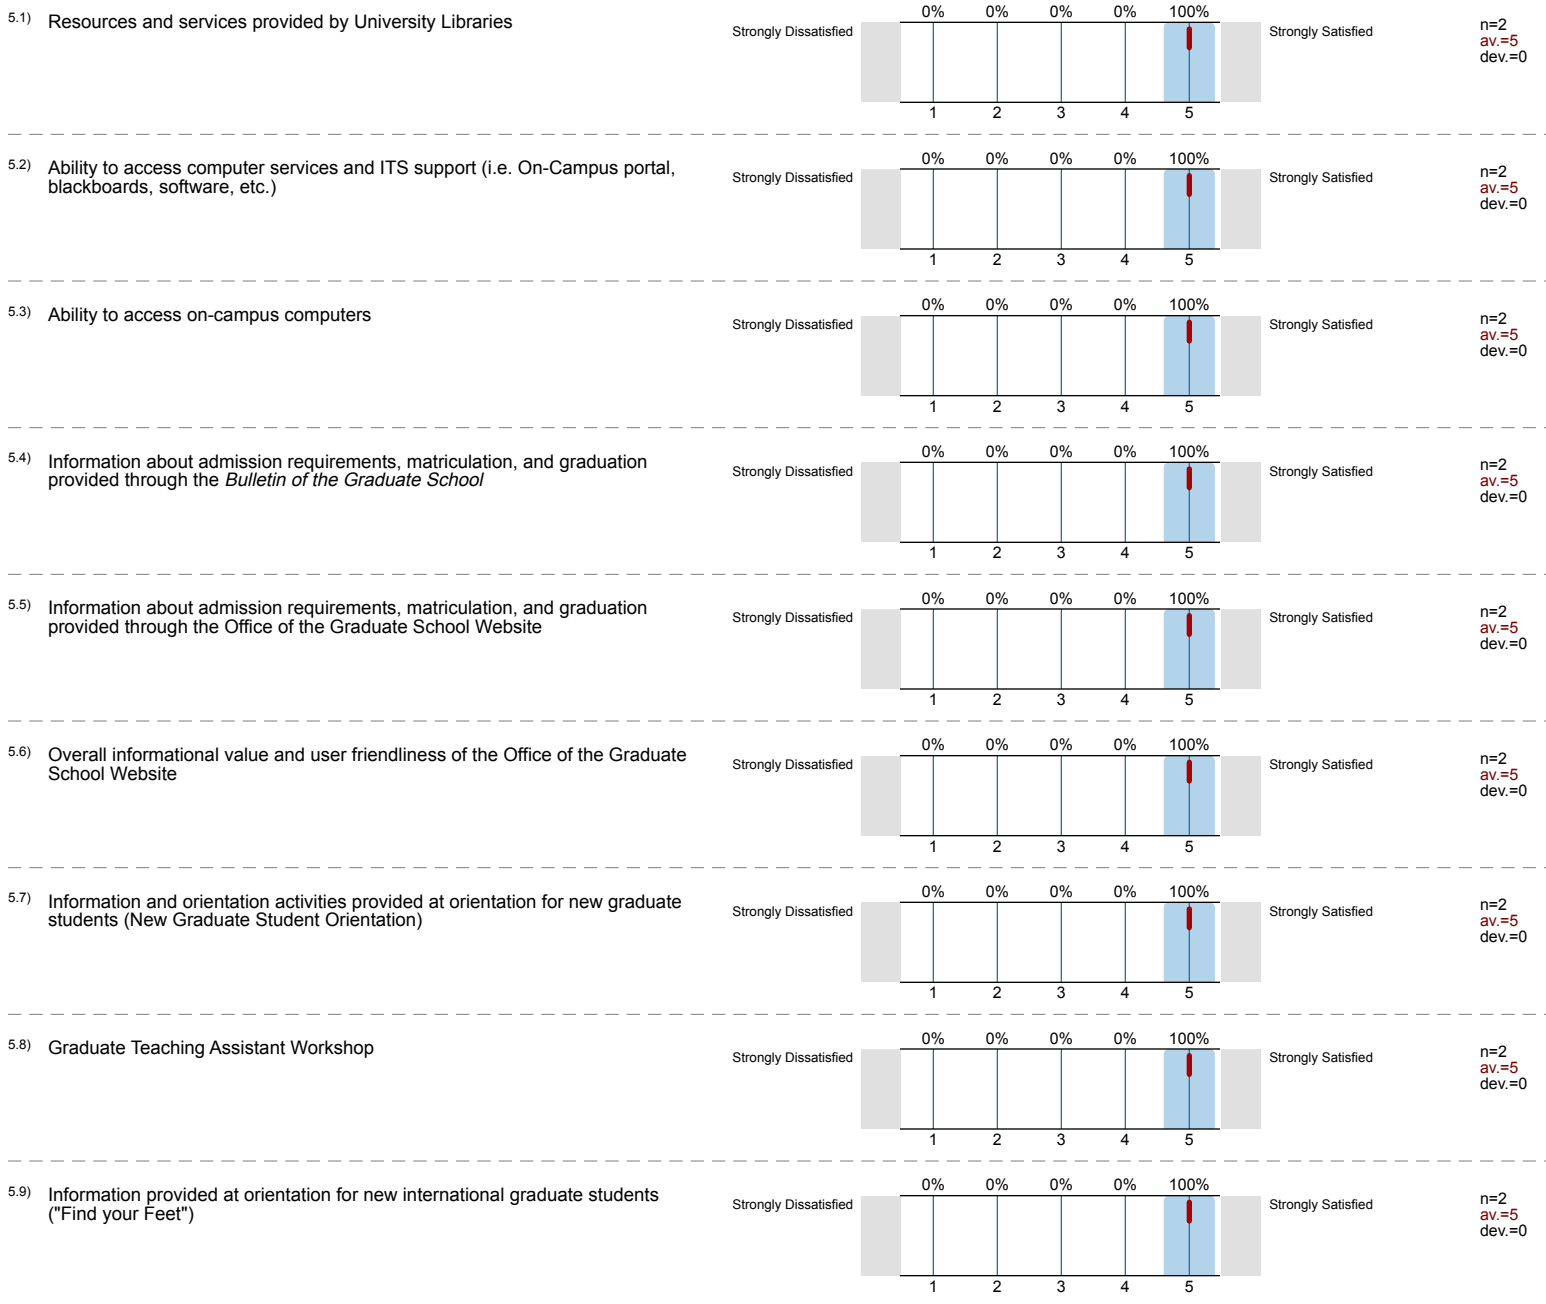 5.1) Resources and services provided by University Libraries
0% 0% 0% 0% 100%
Strongly Dissatisfied Strongly Satisfied
n=2
av.=5
dev.=0
1 2 3 4 5
5.2) Ability to access computer services and ITS support (i.e. On-Campus portal,
blackboards, software, etc.)
0% 0% 0% 0% 100%
Strongly Dissatisfied Strongly Satisfied
n=2
av.=5
dev.=0
1 2 3 4 5
5.3) Ability to access on-campus computers
0% 0% 0% 0% 100%
Strongly Dissatisfied Strongly Satisfied
n=2
av.=5
dev.=0
1 2 3 4 5
5.4) Information about admission requirements, matriculation, and graduation
provided through the Bulletin of the Graduate School
0% 0% 0% 0% 100%
Strongly Dissatisfied Strongly Satisfied
n=2
av.=5
dev.=0
1 2 3 4 5
5.5) Information about admission requirements, matriculation, and graduation
provided through the Office of the Graduate School Website
0% 0% 0% 0% 100%
Strongly Dissatisfied Strongly Satisfied
n=2
av.=5
dev.=0
1 2 3 4 5
5.6) Overall informational value and user friendliness of the Office of the Graduate
School Website
0% 0% 0% 0% 100%
Strongly Dissatisfied Strongly Satisfied
n=2
av.=5
dev.=0
1 2 3 4 5
5.7) Information and orientation activities provided at orientation for new graduate
students (New Graduate Student Orientation)
0% 0% 0% 0% 100%
Strongly Dissatisfied Strongly Satisfied
n=2
av.=5
dev.=0
1 2 3 4 5
5.8) Graduate Teaching Assistant Workshop
0% 0% 0% 0% 100%
Strongly Dissatisfied Strongly Satisfied
n=2
av.=5
dev.=0
1 2 3 4 5
5.9) Information provided at orientation for new international graduate students
("Find your Feet")
0% 0% 0% 0% 100%
Strongly Dissatisfied Strongly Satisfied
n=2
av.=5
dev.=0
1 2 3 4 5